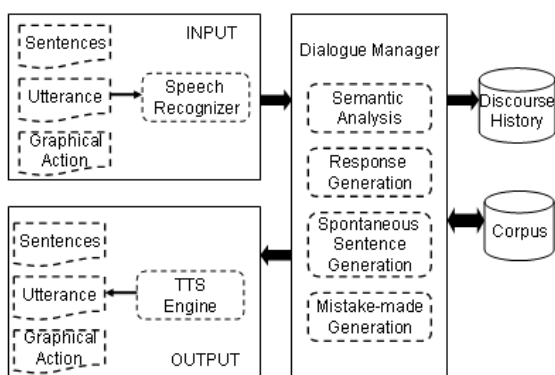 INPUT
Sentences
Utterance
Speech
Recognizer
Graphical
Action
Dialogue Manager
Semantic
Analysis
Response
Generation
Spontaneous
Sentence
Generation
Mistake-made
Generation
Discourse
History
Corpus
Sentences
Utterance
TTS
Engine
Graphical
Action
OUTPUT